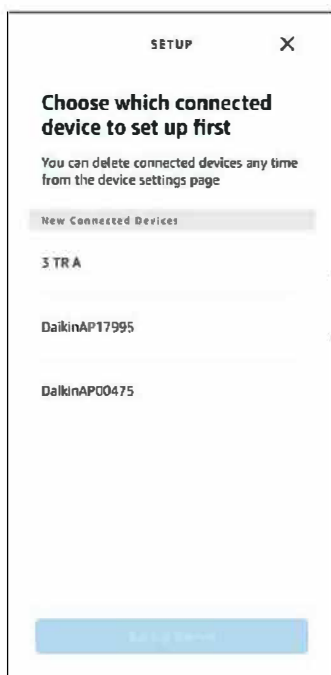 SETUP
Choose which connected
device to set up first
You can delete connected devices any time
from the device settings page
New Connected Devices
3 TR A
DaikinAP17995
DaikinAP00475